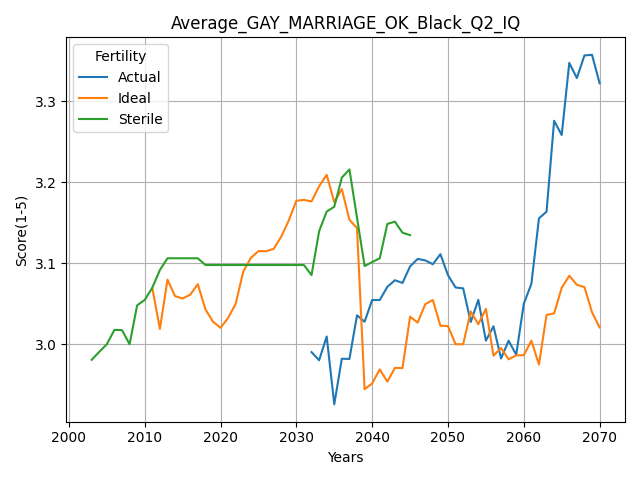 Average_GAY_MARRIAGE_OK_Black_Q2_IQ
Fertility
Actual
Ideal
Sterile
Score(1-5)
3.3
3.2
3.1
3.0
2000 2010 2020 2030 2040 2050 2060 2070
Years